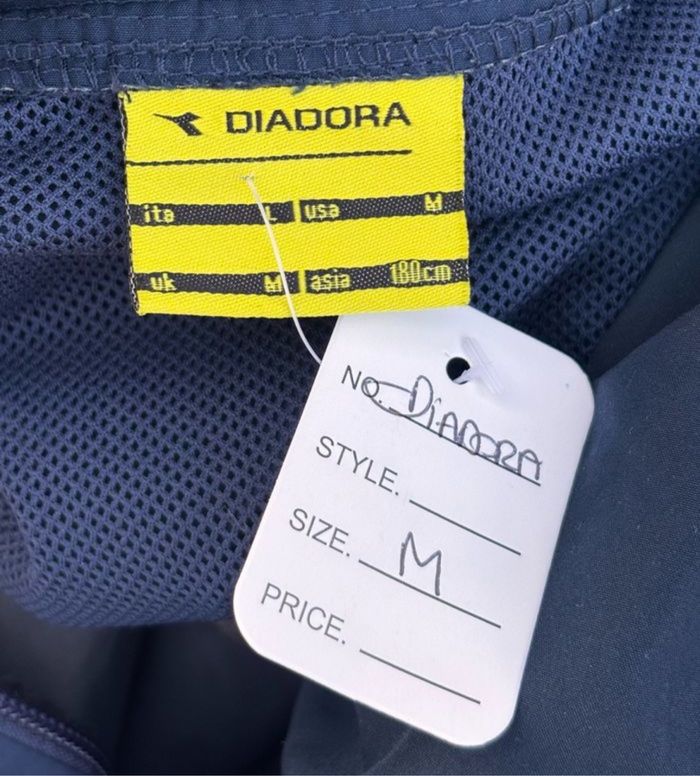 DIADORA
ita L usa M
uk M asia 180cm
NO. DiADORA
STYLE.
SIZE. M
PRICE.